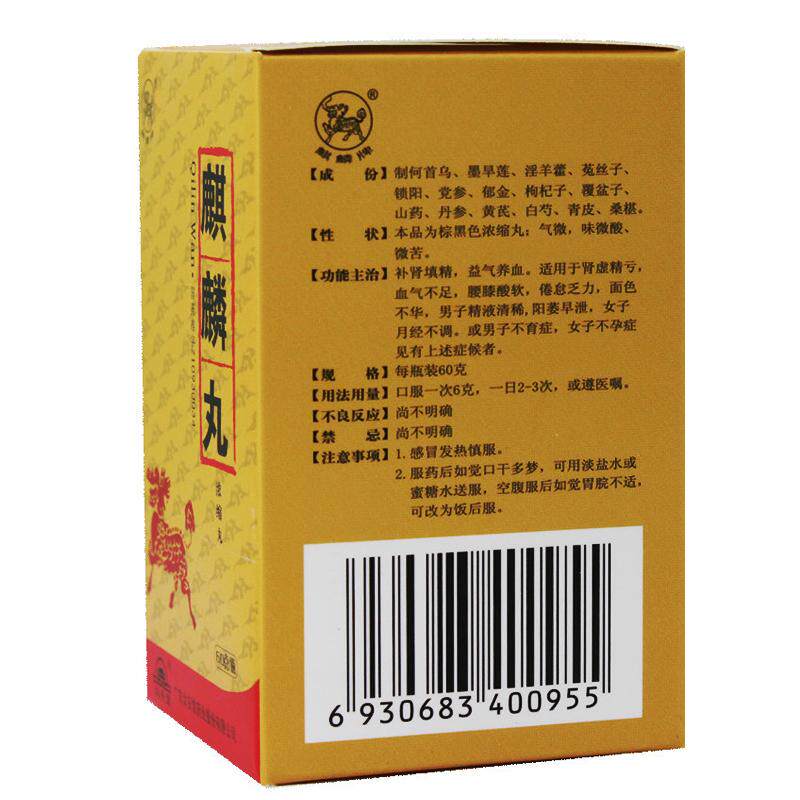 麒麟丸
Qilin Wan
浓缩丸
60克/瓶
®
麒麟牌
【成 份】制何首乌、墨旱莲、淫羊藿、菟丝子、
锁阳、党参、郁金、枸杞子、覆盆子、
山药、丹参、黄芪、白芍、青皮、桑椹。
【性 状】本品为棕黑色浓缩丸；气微，味微酸、
微苦。
【功能主治】补肾填精，益气养血。适用于肾虚精亏，
血气不足，腰膝酸软，倦怠乏力，面色
不华，男子精液清稀，阳萎早泄，女子
月经不调。或男子不育症，女子不孕症
见有上述症候者。
【规 格】每瓶装60克
【用法用量】口服一次6克，一日2-3次，或遵医嘱。
【不良反应】尚不明确
【禁 忌】尚不明确
【注意事项】1.感冒发热慎服。
2.服药后如觉口干多梦，可用淡盐水或
蜜糖水送服，空腹服后如觉胃脘不适，
可改为饭后服。
6 930683 400955